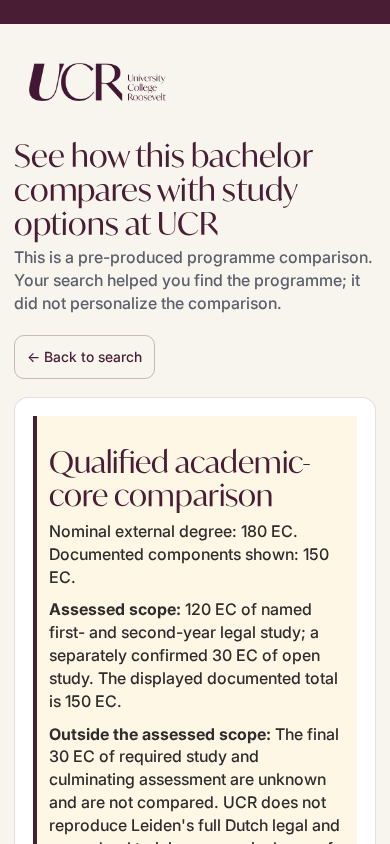 UCR University
College
Roosevelt
See how this bachelor
compares with study
options at UCR
This is a pre-produced programme comparison.
Your search helped you find the programme; it
did not personalize the comparison.
← Back to search
Qualified academic-
core comparison
Nominal external degree: 180 EC.
Documented components shown: 150
EC.
Assessed scope: 120 EC of named
first- and second-year legal study; a
separately confirmed 30 EC of open
study. The displayed documented total
is 150 EC.
Outside the assessed scope: The final
30 EC of required study and
culminating assessment are unknown
and are not compared. UCR does not
reproduce Leiden's full Dutch legal and